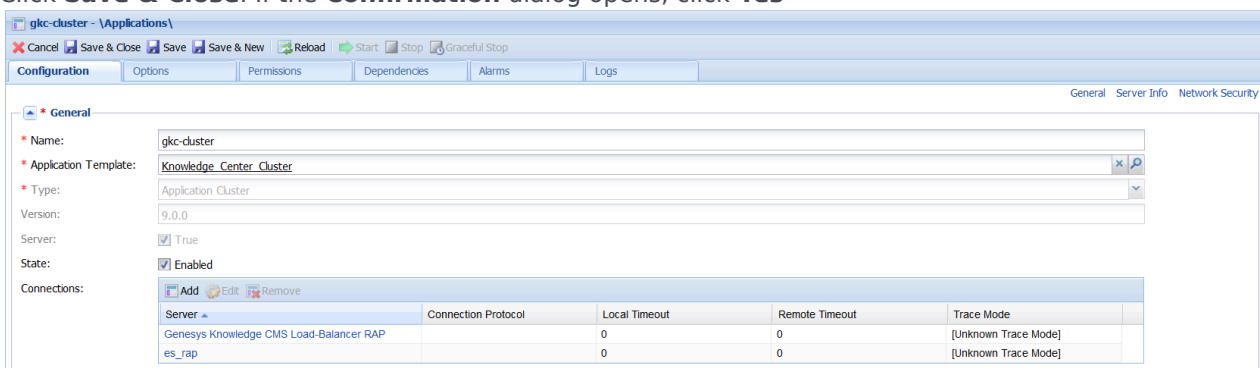 Click Save & Close. If the Confirmation dialog opens, click Yes
gkc-cluster - \Applications\
Cancel Save & Close Save Save & New Reload Start Stop Graceful Stop
Configuration Options Permissions Dependencies Alarms Logs
General Server Info Network Security
* General
* Name: gkc-cluster
* Application Template: Knowledge_Center_Cluster
* Type: Application Cluster
Version: 9.0.0
Server: True
State: Enabled
Connections: Add Edit Remove
Server Connection Protocol Local Timeout Remote Timeout Trace Mode
Genesys Knowledge CMS Load-Balancer RAP 0 0 [Unknown Trace Mode]
es_rap 0 0 [Unknown Trace Mode]